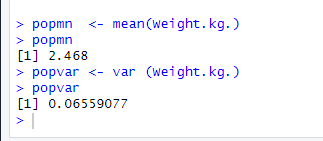 > popmn  <- mean(Weight.kg.)
> popmn
[1] 2.468
> popvar <- var (Weight.kg.)
> popvar
[1] 0.06559077
>